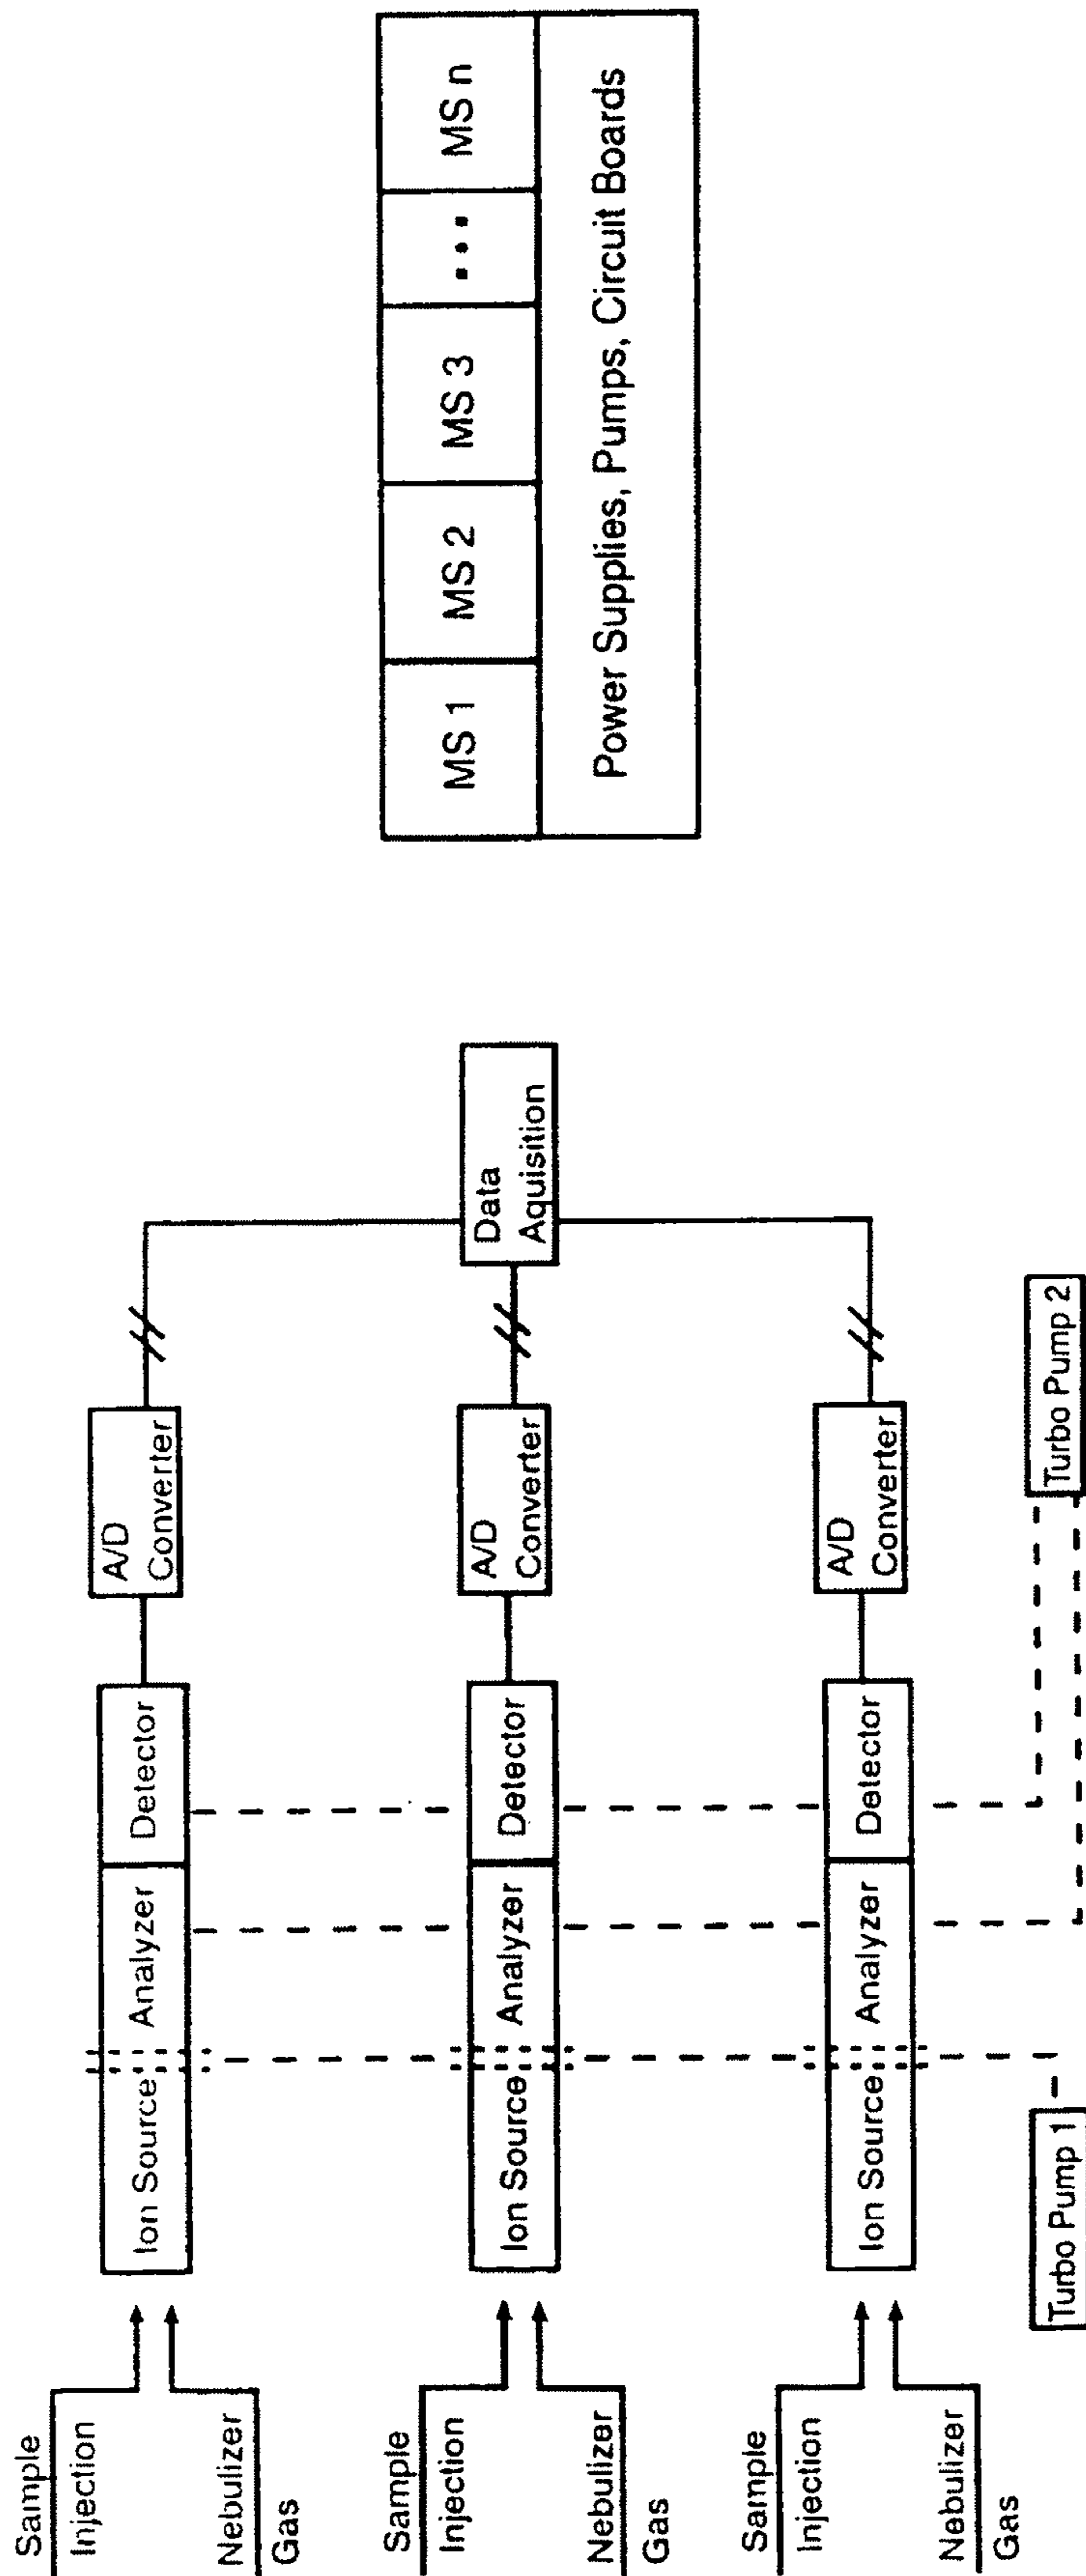 Sample
Injection
Nebulizer
Gas
Ion Source
Analyzer
Detector
A/D
Converter
Sample
Injection
Nebulizer
Gas
Ion Source
Analyzer
Detector
A/D
Converter
Data
Aquisition
Sample
Injection
Nebulizer
Gas
Ion Source
Analyzer
Detector
A/D
Converter
Turbo Pump 1
Turbo Pump 2
MS 1
MS 2
MS 3
...
MS n
Power Supplies, Pumps, Circuit Boards